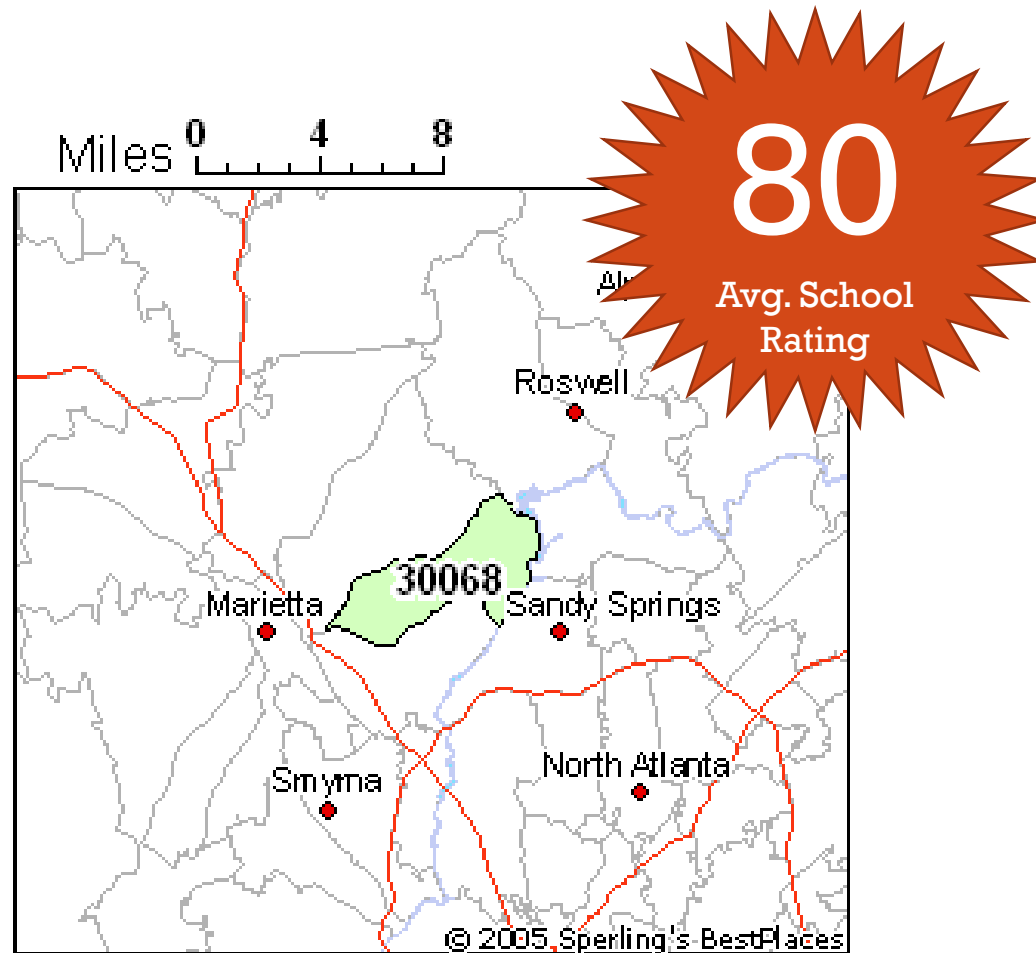 Miles 0 4 8
80
Avg. School
Rating
Roswell
30068
Marietta
Sandy Springs
North Atlanta
Smyrna
© 2005 Sperling's BestPlaces